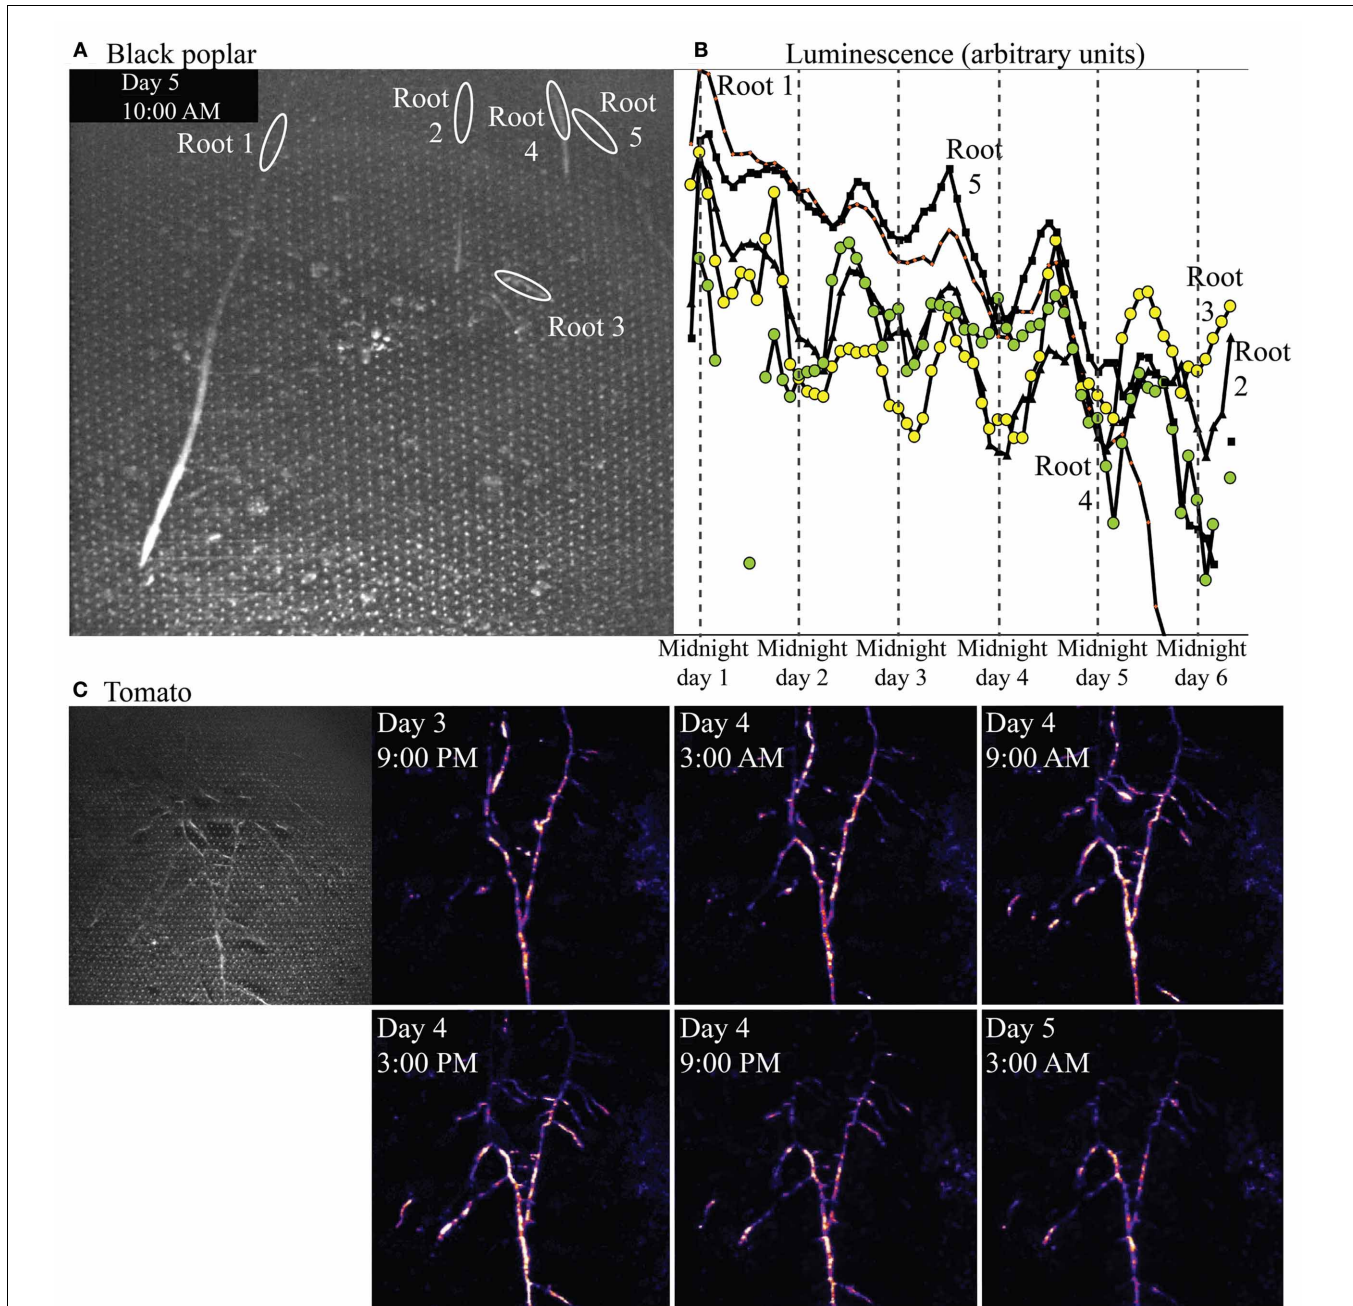 A Black poplar
Day 5
10:00 AM
Root 1
Root
2
Root
4
Root
5
Root 3
B Luminescence (arbitrary units)
Root 1
Root
5
Root
3
Root
2
Root
4
Midnight Midnight Midnight Midnight Midnight Midnight
day 1 day 2 day 3 day 4 day 5 day 6
C Tomato
Day 3
9:00 PM
Day 4
3:00 AM
Day 4
9:00 AM
Day 4
3:00 PM
Day 4
9:00 PM
Day 5
3:00 AM